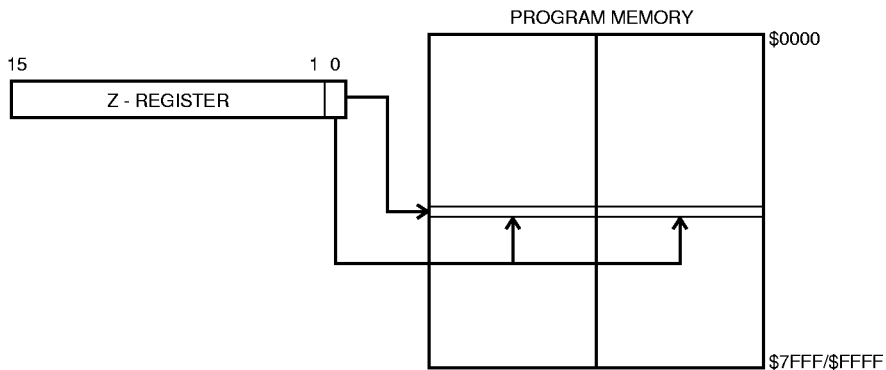 PROGRAM MEMORY
$0000
15 1 0
Z - REGISTER
$7FFF/$FFFF